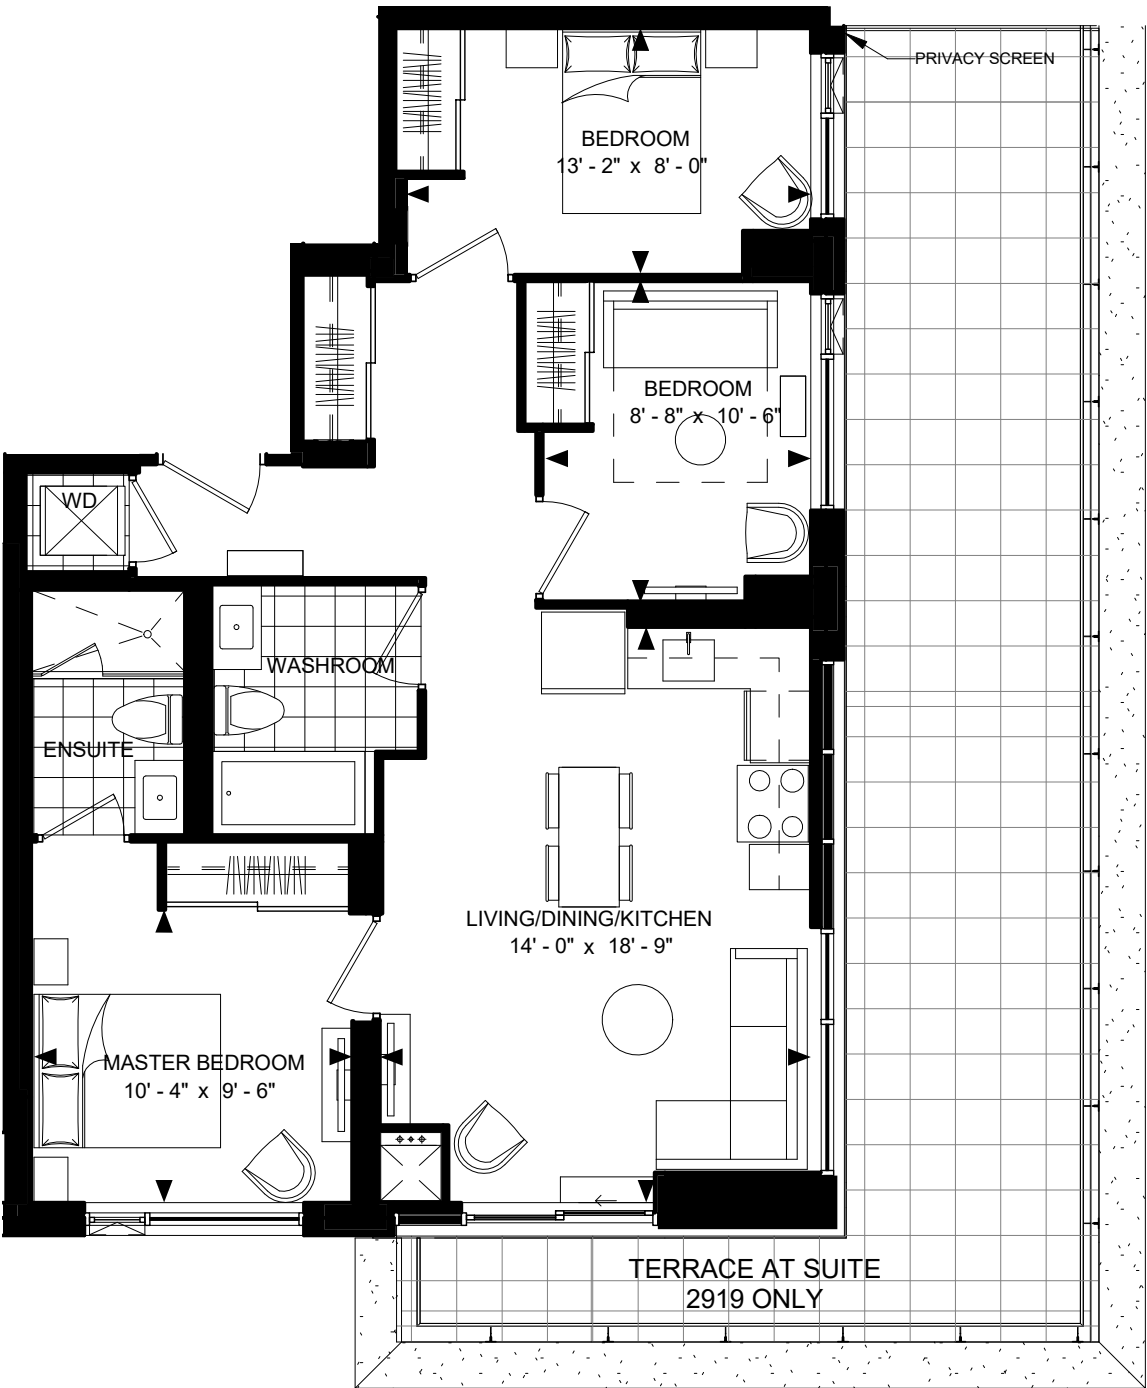 PRIVACY SCREEN
BEDROOM
13' - 2" x 8' - 0"
BEDROOM
8' - 8" x 10' - 6"
WD
WASHROOM
ENSUITE
LIVING/DINING/KITCHEN
14' - 0" x 18' - 9"
MASTER BEDROOM
10' - 4" x 9' - 6"
TERRACE AT SUITE
2919 ONLY